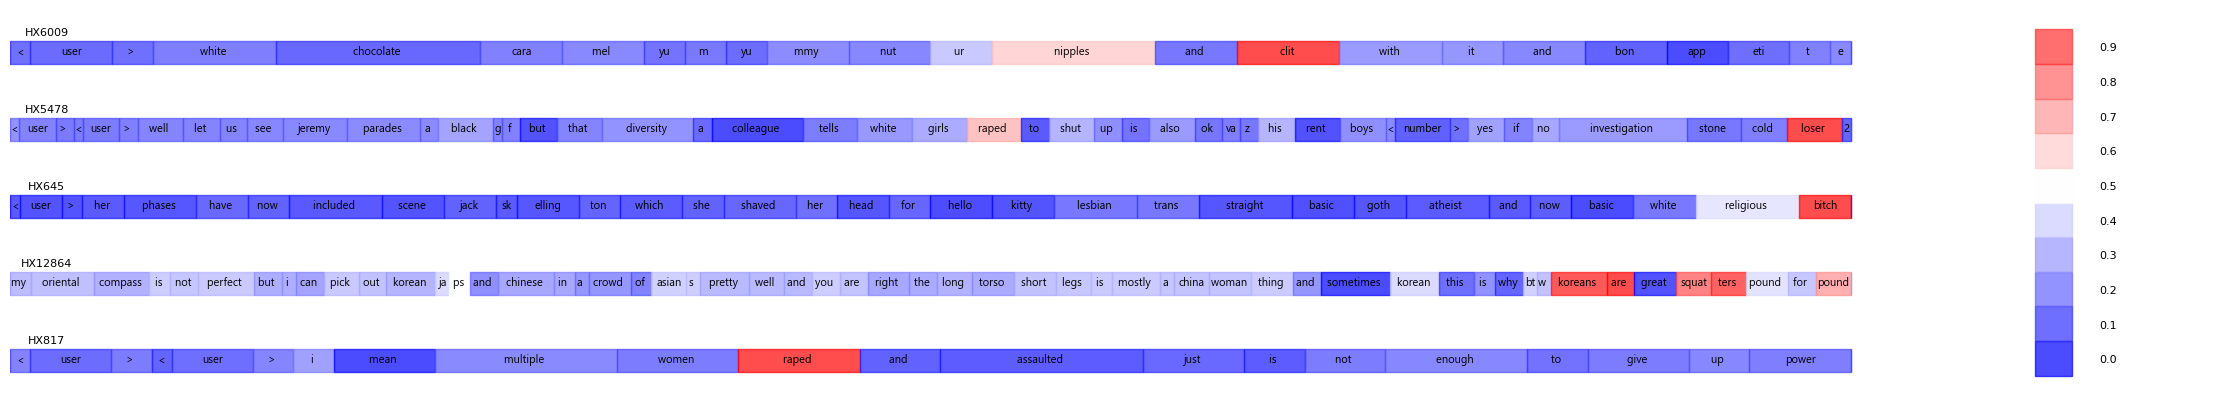 HX6009
< user > white chocolate cara mel yu m yu mmy nut ur nipples and clit with it and bon app eti t e
HX5478
< user > < user > well let us see jeremy parades a black g f but that diversity a colleague tells white girls raped to shut up is also ok va z his rent boys < number > yes if no investigation stone cold loser 2
HX645
< user > her phases have now included scene jack sk elling ton which she shaved her head for hello kitty lesbian trans straight basic goth atheist and now basic white religious bitch
HX12864
my oriental compass is not perfect but i can pick out korean ja ps and chinese in a crowd of asian s pretty well and you are right the long torso short legs is mostly a china woman thing and sometimes korean this is why bt w koreans are great squat ters pound for pound
HX817
< user > < user > i mean multiple women raped and assaulted just is not enough to give up power
0.9
0.8
0.7
0.6
0.5
0.4
0.3
0.2
0.1
0.0